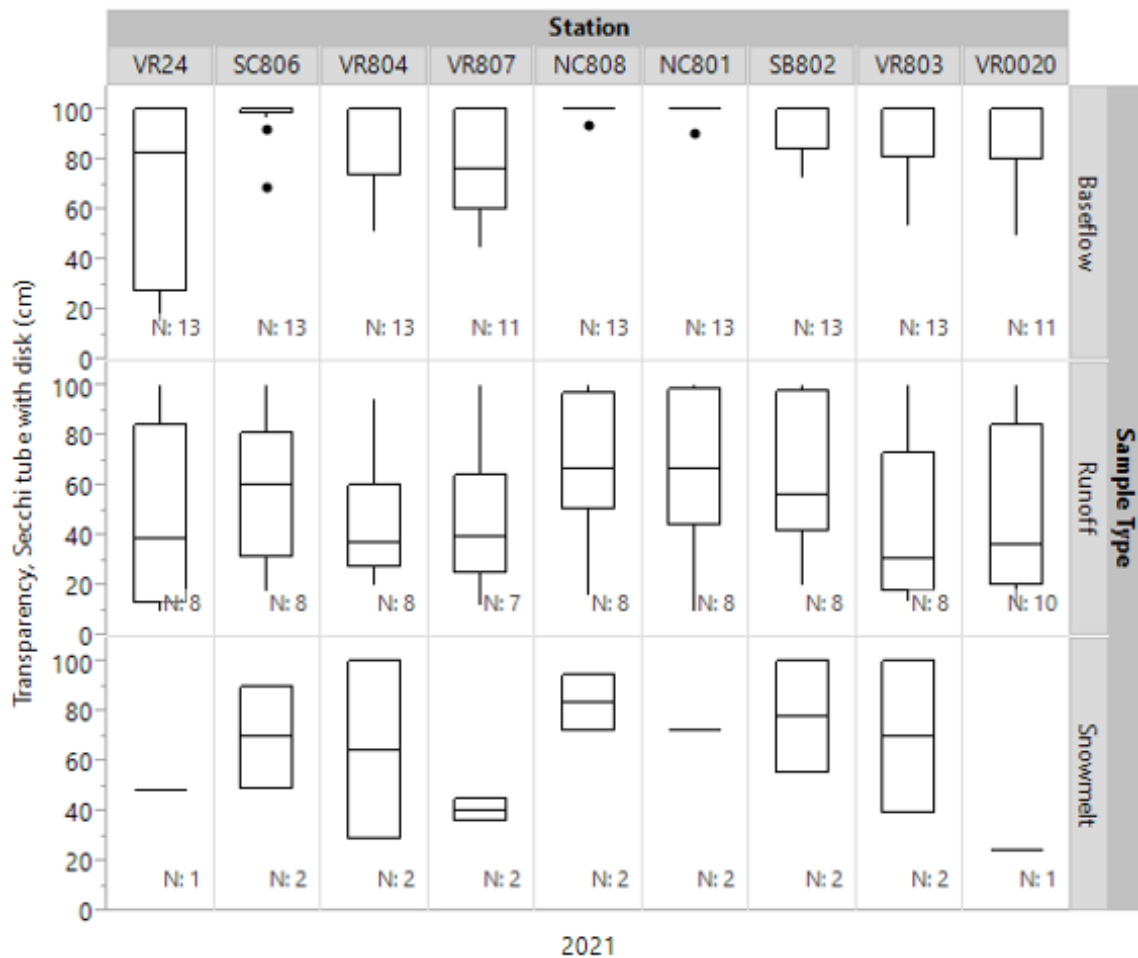 Station
VR24 SC806 VR804 VR807 NC808 NC801 SB802 VR803 VR0020
Transparency, Secchi tube with disk (cm)
100
80
60
40
20
0
N: 13 N: 13 N: 13 N: 11 N: 13 N: 13 N: 13 N: 13 N: 11
Baseflow
100
80
60
40
20
0
N: 8 N: 8 N: 8 N: 7 N: 8 N: 8 N: 8 N: 8 N: 10
Runoff
Sample Type
100
80
60
40
20
0
N: 1 N: 2 N: 2 N: 2 N: 2 N: 2 N: 2 N: 2 N: 1
Snowmelt
2021